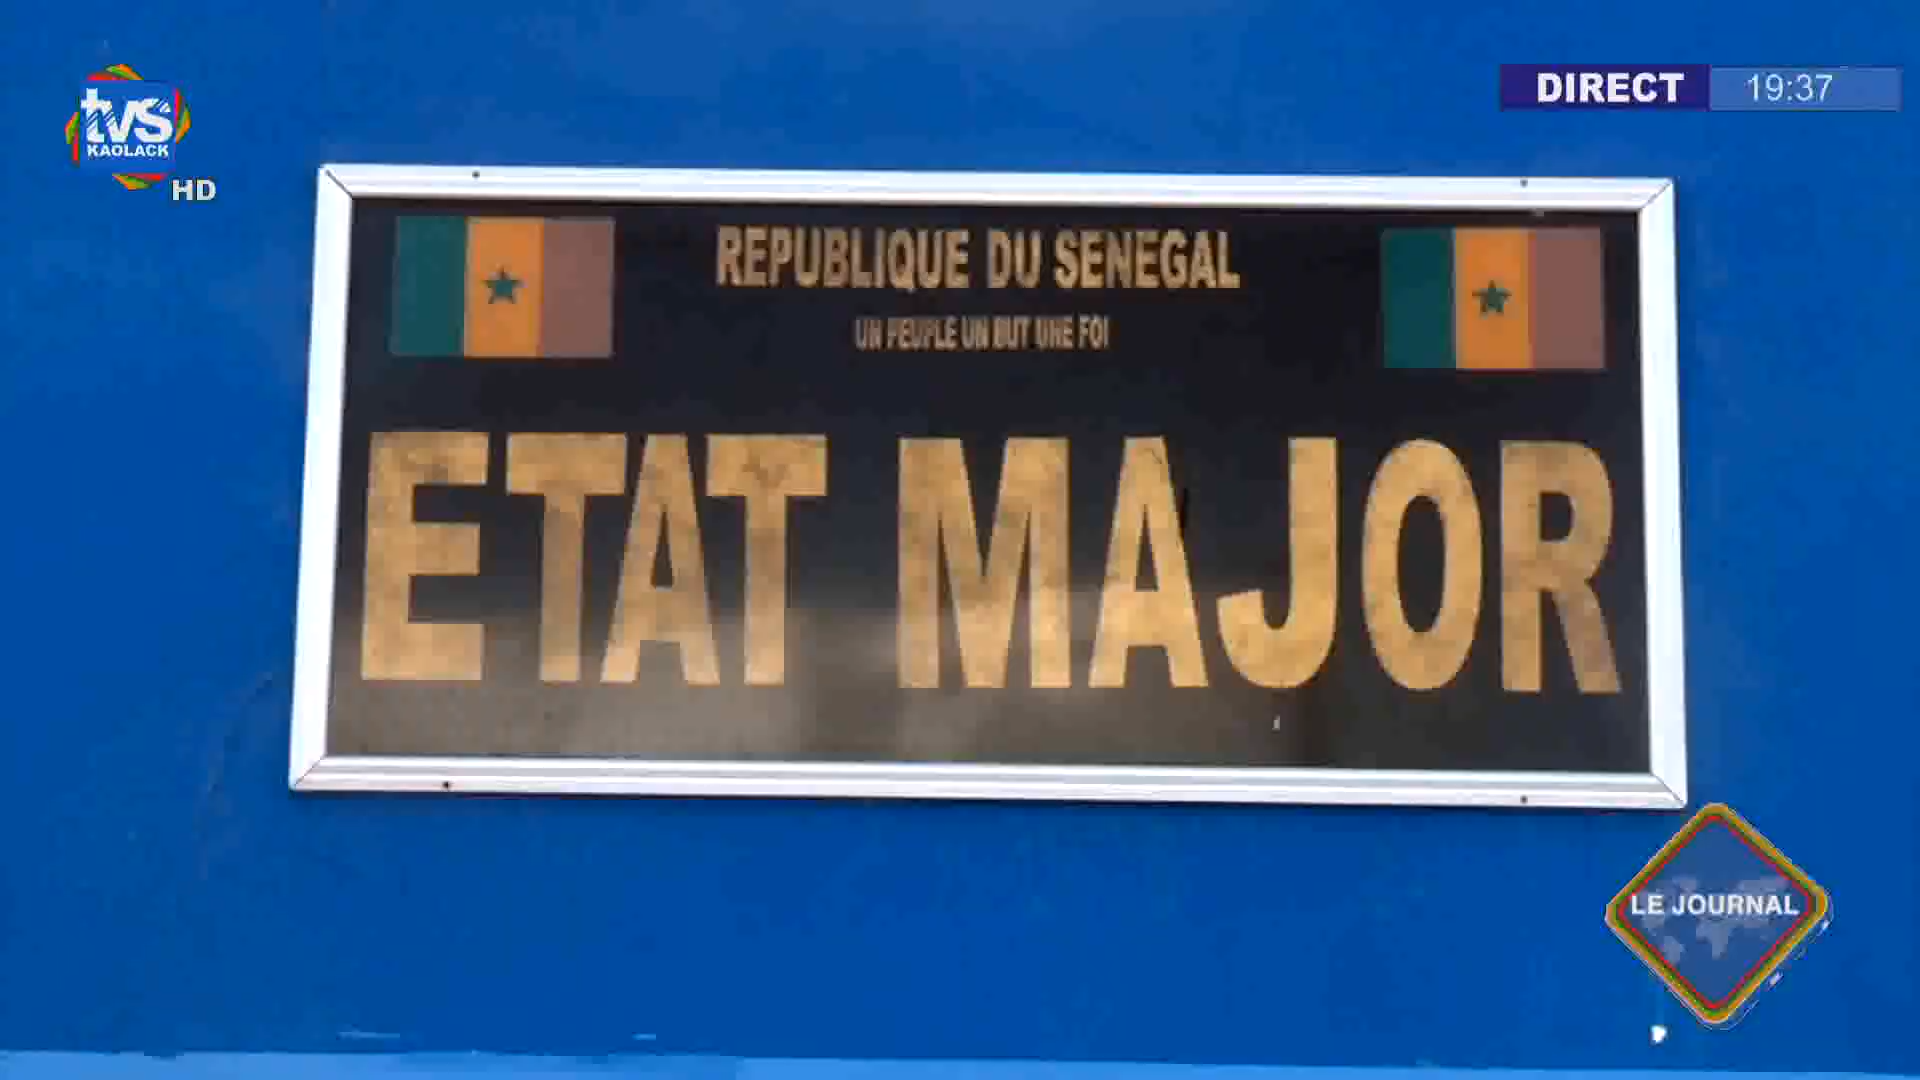 tvs
KAOLACK
HD
DIRECT 19:37
REPUBLIQUE DU SENEGAL
UN PEUPLE UN BUT UNE FOI
ETAT MAJOR
LE JOURNAL